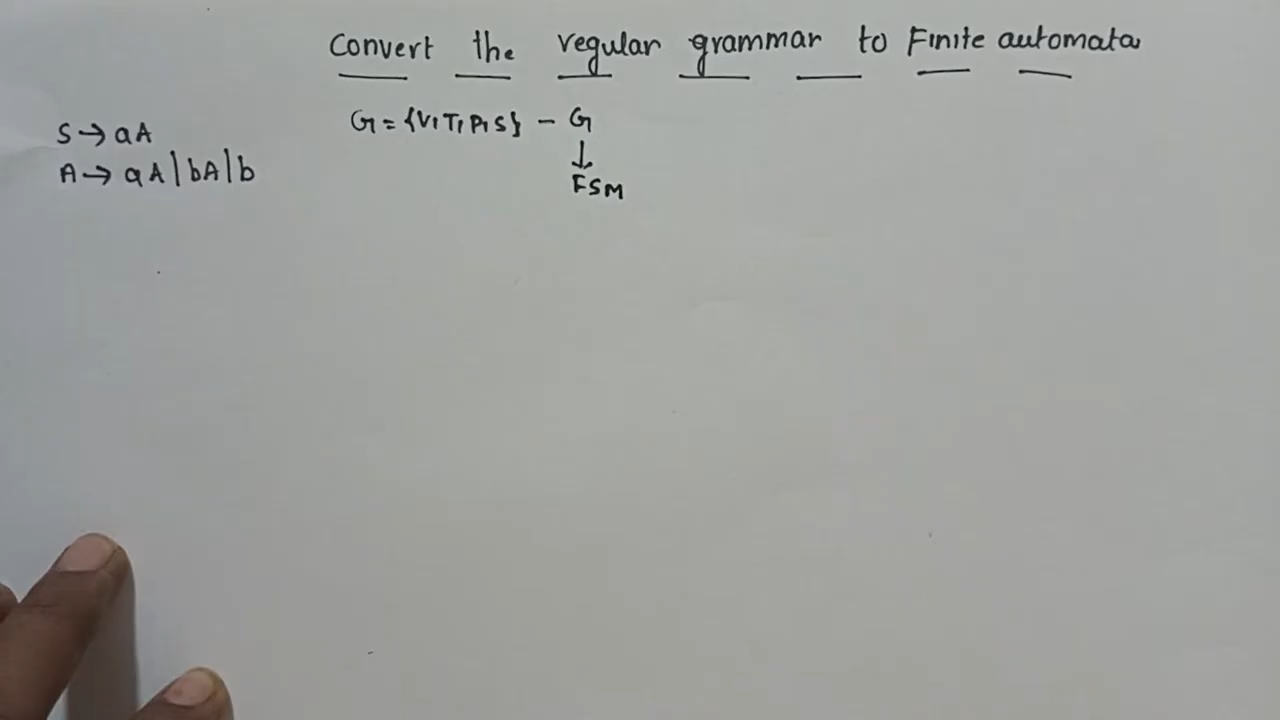 Convert the regular grammar to Finite automata
G = {V, T, P, S} - G
↓
FSM
S → aA
A → aA | bA | b